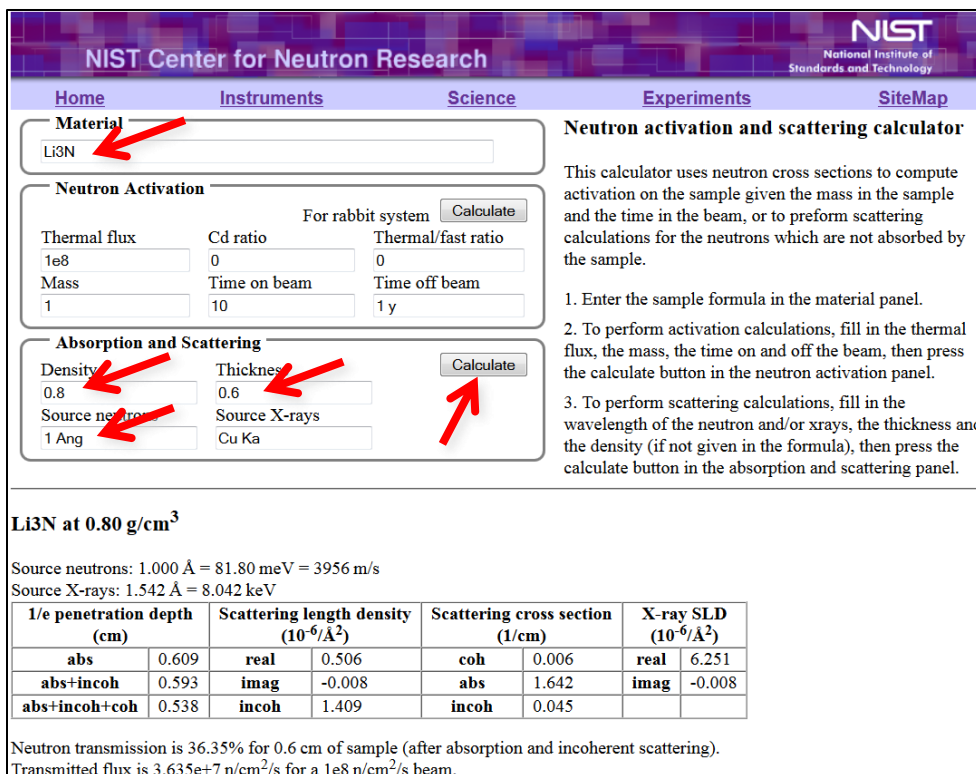 NIST
National Institute of
Standards and Technology
NIST Center for Neutron Research
Home Instruments Science Experiments SiteMap
Material
Li3N
Neutron Activation
For rabbit system Calculate
Thermal flux Cd ratio Thermal/fast ratio
1e8 0 0
Mass Time on beam Time off beam
1 10 1 y
Absorption and Scattering
Density Thickness Calculate
0.8 0.6
Source neutrons Source X-rays
1 Ang Cu Ka
Neutron activation and scattering calculator
This calculator uses neutron cross sections to compute
activation on the sample given the mass in the sample
and the time in the beam, or to preform scattering
calculations for the neutrons which are not absorbed by
the sample.
1. Enter the sample formula in the material panel.
2. To perform activation calculations, fill in the thermal
flux, the mass, the time on and off the beam, then press
the calculate button in the neutron activation panel.
3. To perform scattering calculations, fill in the
wavelength of the neutron and/or xrays, the thickness and
the density (if not given in the formula), then press the
calculate button in the absorption and scattering panel.
Li3N at 0.80 g/cm³
Source neutrons: 1.000 Å = 81.80 meV = 3956 m/s
Source X-rays: 1.542 Å = 8.042 keV
1/e penetration depth (cm) Scattering length density (10⁻⁶/Å²) Scattering cross section (1/cm) X-ray SLD (10⁻⁶/Å²)
abs 0.609 real 0.506 coh 0.006 real 6.251
abs+incoh 0.593 imag -0.008 abs 1.642 imag -0.008
abs+incoh+coh 0.538 incoh 1.409 incoh 0.045
Neutron transmission is 36.35% for 0.6 cm of sample (after absorption and incoherent scattering).
Transmitted flux is 3.635e+7 n/cm²/s for a 1e8 n/cm²/s beam.